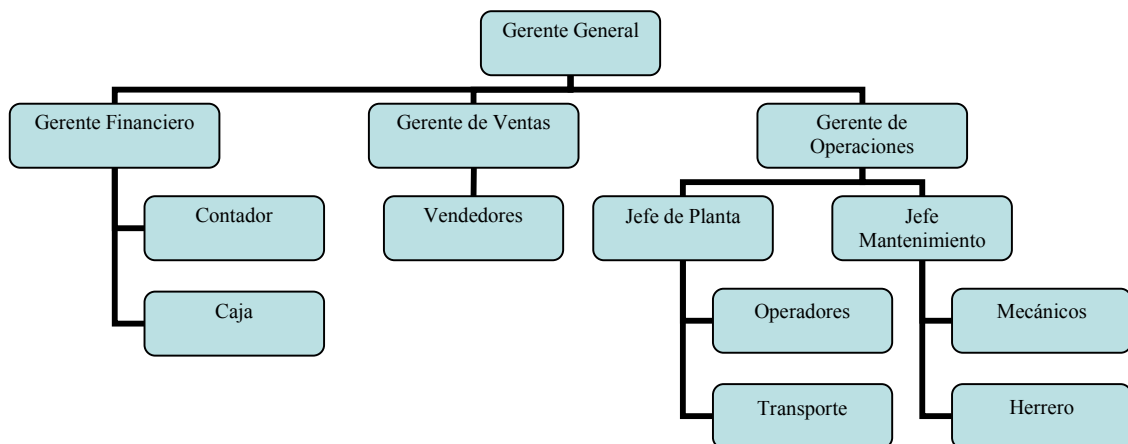 Gerente General
Gerente Financiero
Gerente de Ventas
Gerente de
Operaciones
Contador
Vendedores
Jefe de Planta
Jefe
Mantenimiento
Caja
Operadores
Mecánicos
Transporte
Herrero